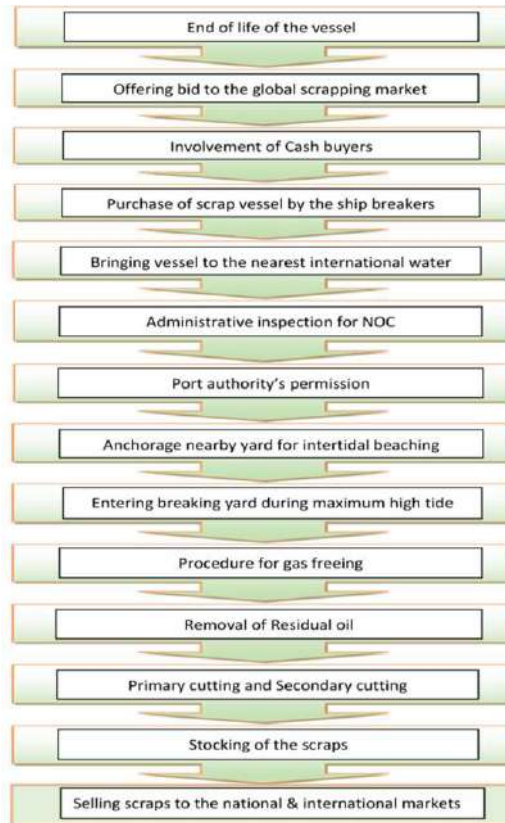 End of life of the vessel
Offering bid to the global scrapping market
Involvement of Cash buyers
Purchase of scrap vessel by the ship breakers
Bringing vessel to the nearest international water
Administrative inspection for NOC
Port authority's permission
Anchorage nearby yard for intertidal beaching
Entering breaking yard during maximum high tide
Procedure for gas freeing
Removal of Residual oil
Primary cutting and Secondary cutting
Stocking of the scraps
Selling scraps to the national & international markets